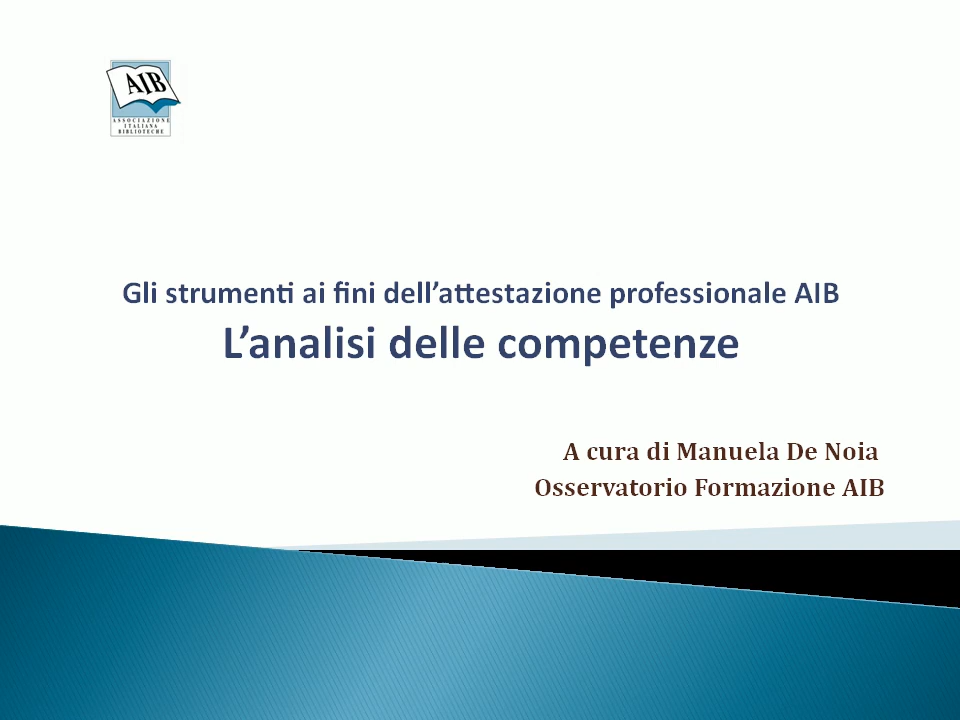 AIB
ASSOCIAZIONE
ITALIANA
BIBLIOTECHE
Gli strumenti ai fini dell’attestazione professionale AIB
L’analisi delle competenze
A cura di Manuela De Noia
Osservatorio Formazione AIB